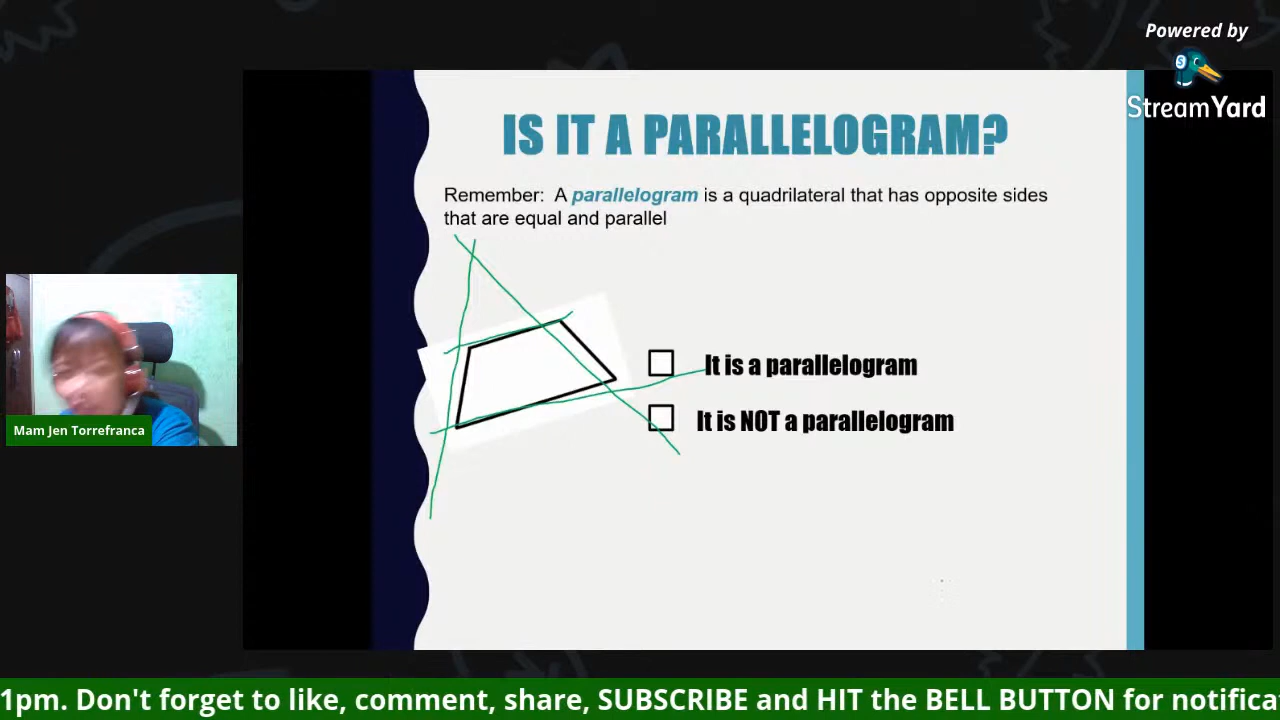 Powered by
StreamYard
IS IT A PARALLELOGRAM?
Remember: A parallelogram is a quadrilateral that has opposite sides
that are equal and parallel
It is a parallelogram
It is NOT a parallelogram
Mam Jen Torrefranca
1pm. Don't forget to like, comment, share, SUBSCRIBE and HIT the BELL BUTTON for notifica